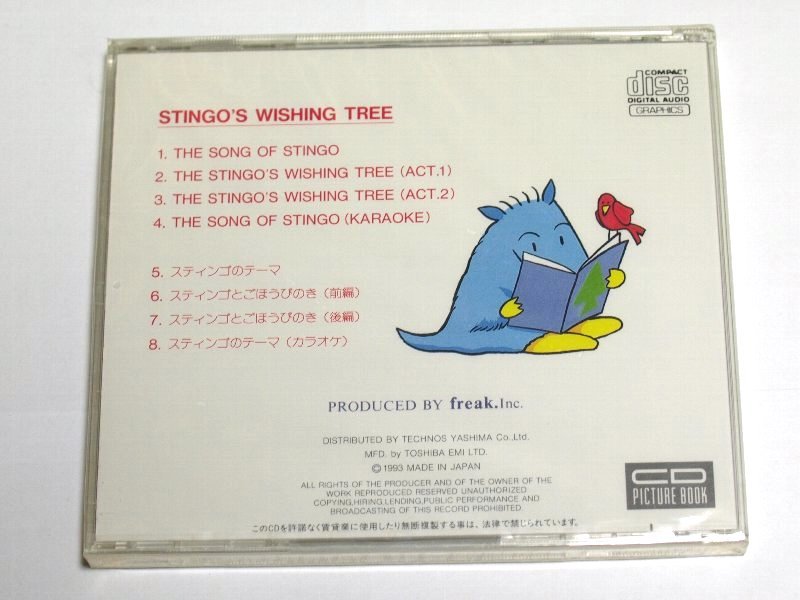 COMPACT
disc
DIGITAL AUDIO
GRAPHICS
STINGO'S WISHING TREE
1. THE SONG OF STINGO
2. THE STINGO'S WISHING TREE (ACT.1)
3. THE STINGO'S WISHING TREE (ACT.2)
4. THE SONG OF STINGO (KARAOKE)
5. スティンゴのテーマ
6. スティンゴとごほうびのき（前編）
7. スティンゴとごほうびのき（後編）
8. スティンゴのテーマ（カラオケ）
PRODUCED BY freak.Inc.
DISTRIBUTED BY TECHNOS YASHIMA Co.,Ltd.
MFD. by TOSHIBA EMI LTD.
©1993 MADE IN JAPAN
ALL RIGHTS OF THE PRODUCER AND OF THE OWNER OF THE
WORK REPRODUCED RESERVED UNAUTHORIZED
COPYING,HIRING,LENDING,PUBLIC PERFORMANCE AND
BROADCASTING OF THIS RECORD PROHIBITED.
このCDを許諾なく賃貸業に使用したり無断複製する事は、法律で禁じられています。
CD
PICTURE BOOK